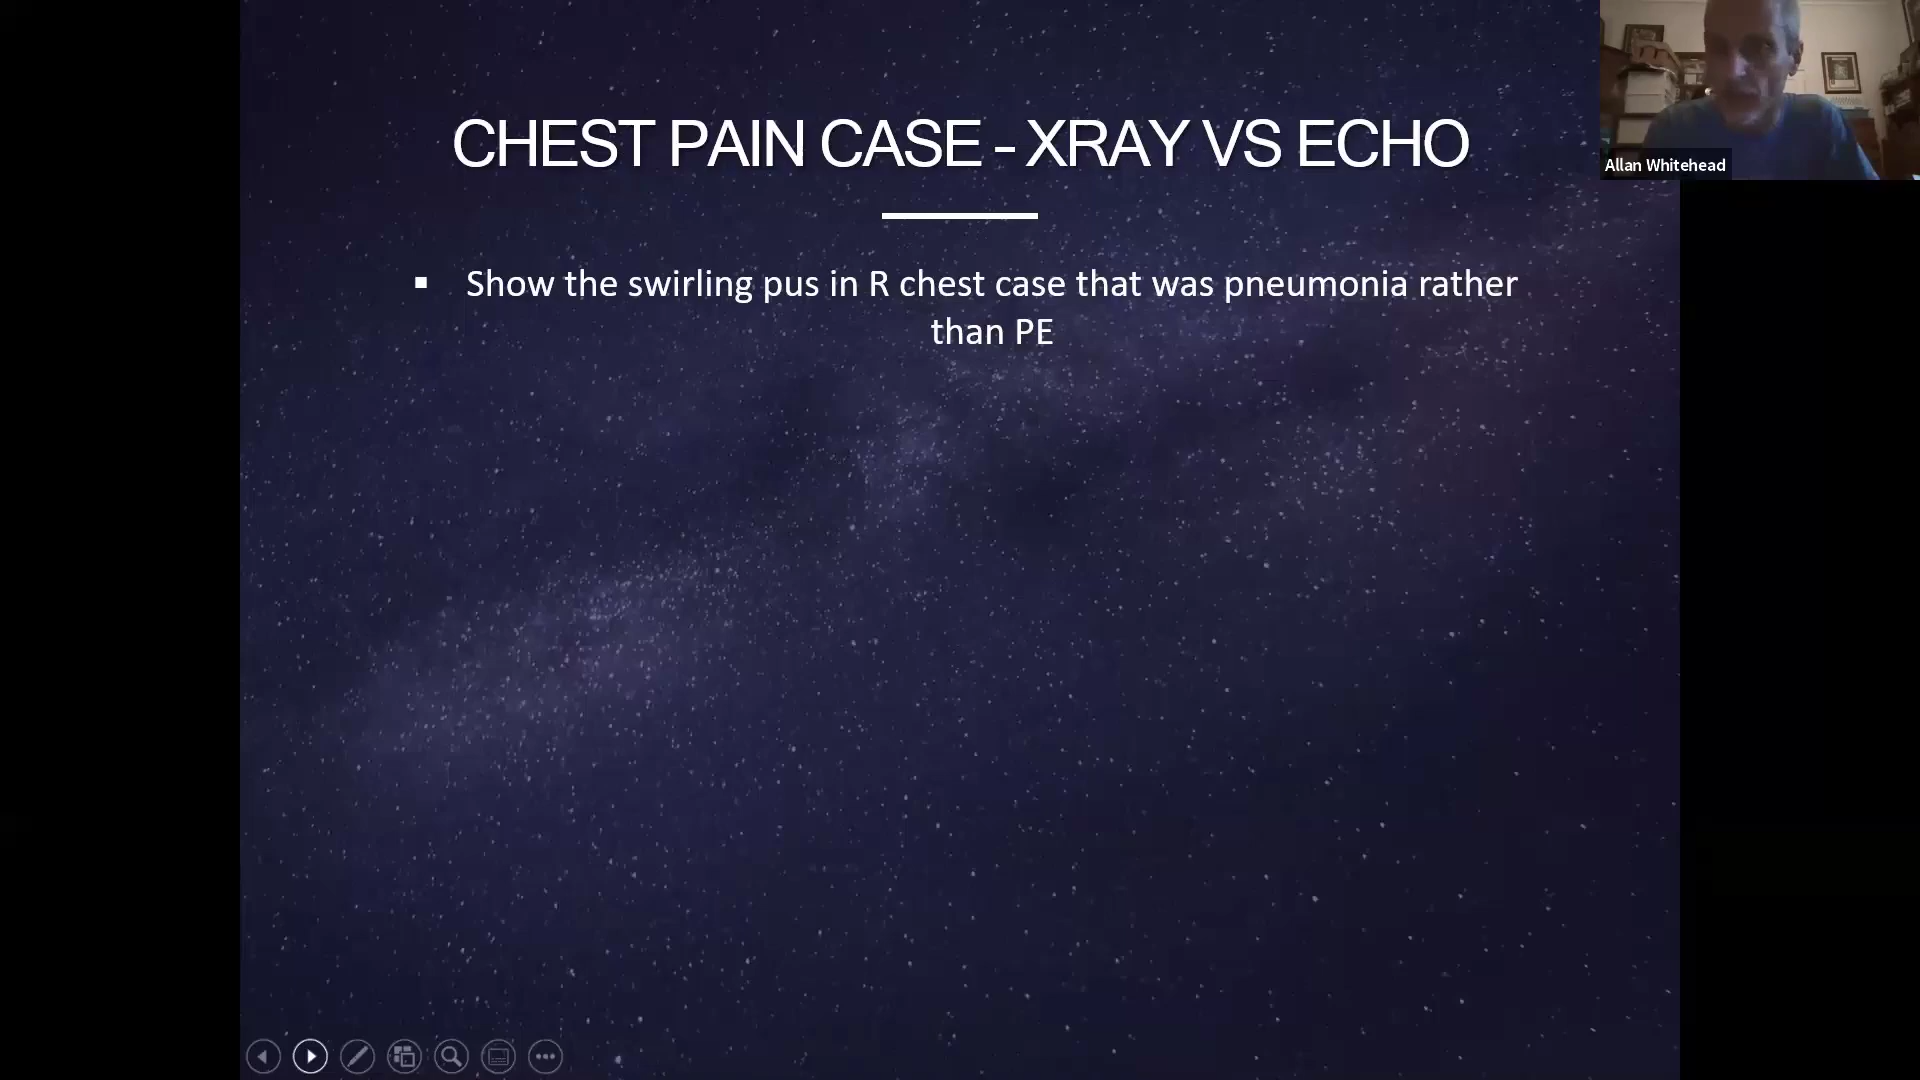 CHEST PAIN CASE - XRAY VS ECHO
Allan Whitehead
▪ Show the swirling pus in R chest case that was pneumonia rather
than PE